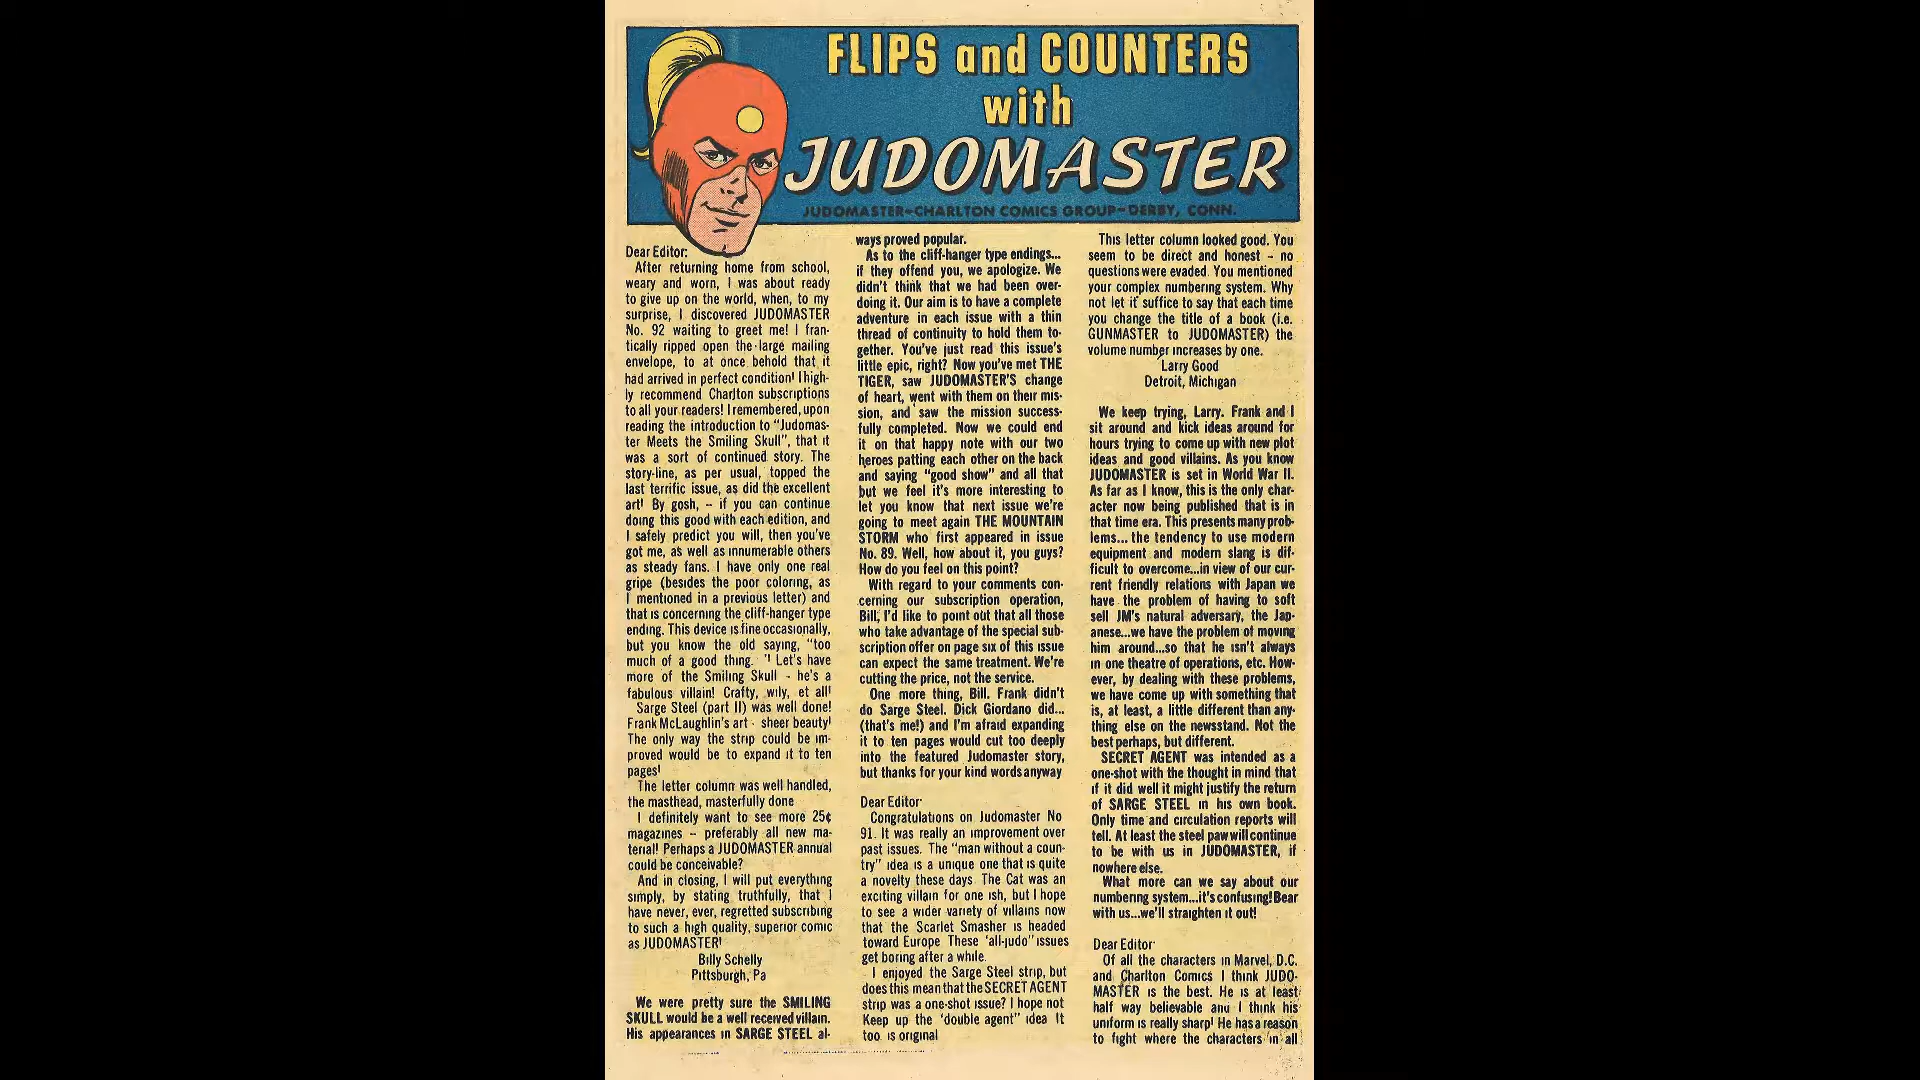 FLIPS and COUNTERS
with
JUDOMASTER
JUDOMASTER-CHARLTON COMICS GROUP-DERBY, CONN.
Dear Editor:
After returning home from school,
weary and worn, I was about ready
to give up on the world, when, to my
surprise, I discovered JUDOMASTER
No. 92 waiting to greet me! I fran-
tically ripped open the large mailing
envelope, to at once behold that it
had arrived in perfect condition! I high-
ly recommend Charlton subscriptions
to all your readers! I remembered, upon
reading the introduction to "Judomas-
ter Meets the Smiling Skull", that it
was a sort of continued story. The
story-line, as per usual, topped the
last terrific issue, as did the excellent
art! By gosh, – if you can continue
doing this good with each edition, and
I safely predict you will, then you've
got me, as well as innumerable others
as steady fans. I have only one real
gripe (besides the poor coloring, as
I mentioned in a previous letter) and
that is concerning the cliff-hanger type
ending. This device is fine occasionally,
but you know the old saying, "too
much of a good thing. "! Let's have
more of the Smiling Skull - he's a
fabulous villain! Crafty, wily, et al!
Sarge Steel (part II) was well done!
Frank McLaughlin's art - sheer beauty!
The only way the strip could be im-
proved would be to expand it to ten
pages!
The letter column was well handled,
the masthead, masterfully done
I definitely want to see more 25¢
magazines – preferably all new ma-
terial! Perhaps a JUDOMASTER annual
could be conceivable?
And in closing, I will put everything
simply, by stating truthfully, that I
have never, ever, regretted subscribing
to such a high quality, superior comic
as JUDOMASTER!
Billy Schelly
Pittsburgh, Pa
We were pretty sure the SMILING
SKULL would be a well received villain.
His appearances in SARGE STEEL al-
ways proved popular.
As to the cliff-hanger type endings...
if they offend you, we apologize. We
didn't think that we had been over-
doing it. Our aim is to have a complete
adventure in each issue with a thin
thread of continuity to hold them to-
gether. You've just read this issue's
little epic, right? Now you've met THE
TIGER, saw JUDOMASTER'S change
of heart, went with them on their mis-
sion, and saw the mission success-
fully completed. Now we could end
it on that happy note with our two
heroes patting each other on the back
and saying "good show" and all that
but we feel it's more interesting to
let you know that next issue we're
going to meet again THE MOUNTAIN
STORM who first appeared in issue
No. 89. Well, how about it, you guys?
How do you feel on this point?
With regard to your comments con-
cerning our subscription operation,
Bill, I'd like to point out that all those
who take advantage of the special sub-
scription offer on page six of this issue
can expect the same treatment. We're
cutting the price, not the service.
One more thing, Bill. Frank didn't
do Sarge Steel. Dick Giordano did...
(that's me!) and I'm afraid expanding
it to ten pages would cut too deeply
into the featured Judomaster story,
but thanks for your kind words anyway
Dear Editor:
Congratulations on Judomaster No
91. It was really an improvement over
past issues. The "man without a coun-
try" idea is a unique one that is quite
a novelty these days The Cat was an
exciting villain for one ish, but I hope
to see a wider variety of villains now
that the Scarlet Smasher is headed
toward Europe These 'all-judo" issues
get boring after a while.
I enjoyed the Sarge Steel strip, but
does this mean that the SECRET AGENT
strip was a one-shot issue? I hope not
Keep up the 'double agent" idea It
too is original
This letter column looked good. You
seem to be direct and honest – no
questions were evaded. You mentioned
your complex numbering system. Why
not let it suffice to say that each time
you change the title of a book (i.e.
GUNMASTER to JUDOMASTER) the
volume number increases by one.
Larry Good
Detroit, Michigan
We keep trying, Larry. Frank and I
sit around and kick ideas around for
hours trying to come up with new plot
ideas and good villains. As you know
JUDOMASTER is set in World War II.
As far as I know, this is the only char-
acter now being published that is in
that time era. This presents many prob-
lems... the tendency to use modern
equipment and modern slang is dif-
ficult to overcome...in view of our cur-
rent friendly relations with Japan we
have the problem of having to soft
sell JM's natural adversary, the Jap-
anese...we have the problem of moving
him around...so that he isn't always
in one theatre of operations, etc. How-
ever, by dealing with these problems,
we have come up with something that
is, at least, a little different than any-
thing else on the newsstand. Not the
best perhaps, but different.
SECRET AGENT was intended as a
one-shot with the thought in mind that
if it did well it might justify the return
of SARGE STEEL in his own book.
Only time and circulation reports will
tell. At least the steel paw will continue
to be with us in JUDOMASTER, if
nowhere else.
What more can we say about our
numbering system...it's confusing! Bear
with us...we'll straighten it out!
Dear Editor:
Of all the characters in Marvel, D.C.
and Charlton Comics I think JUDO-
MASTER is the best. He is at least
half way believable and I think his
uniform is really sharp! He has a reason
to fight where the characters in all